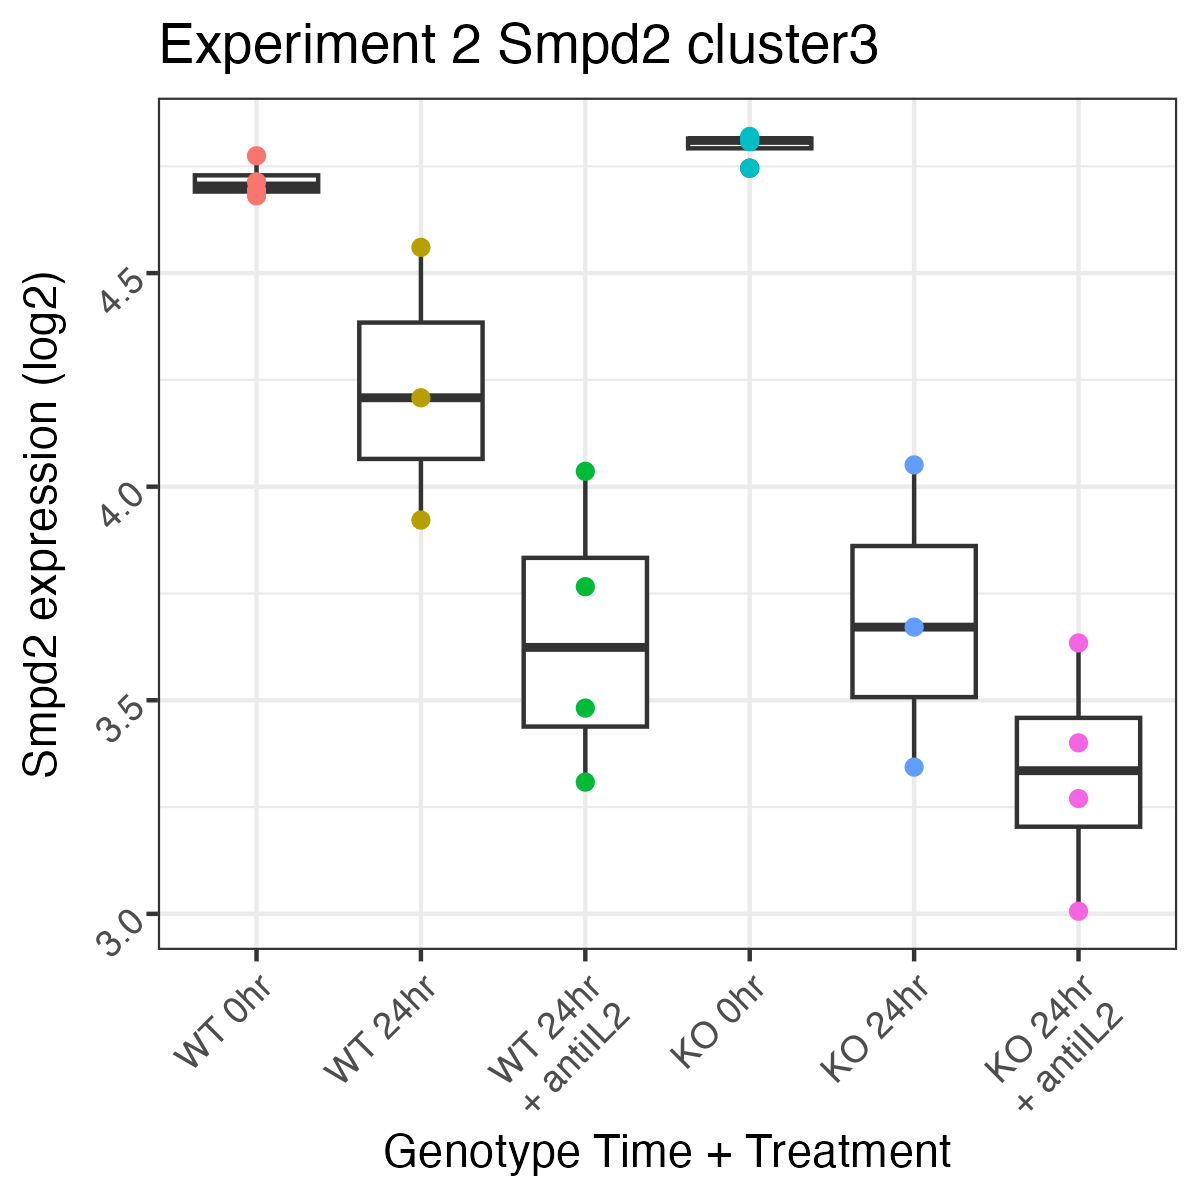 Experiment 2 Smpd2 cluster3
Smpd2 expression (log2)
4.5
4.0
3.5
3.0
WT 0hr
WT 24hr
WT 24hr
+ antiIL2
KO 0hr
KO 24hr
KO 24hr
+ antiIL2
Genotype Time + Treatment